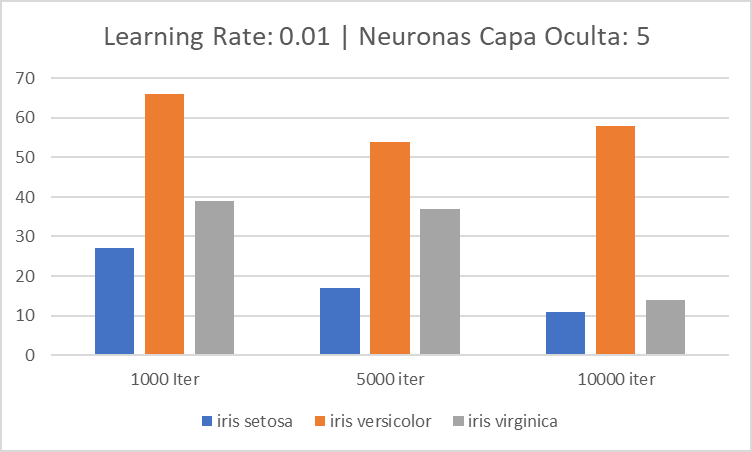 Learning Rate: 0.01 | Neuronas Capa Oculta: 5
70
60
50
40
30
20
10
0
1000 Iter 5000 iter 10000 iter
iris setosa iris versicolor iris virginica